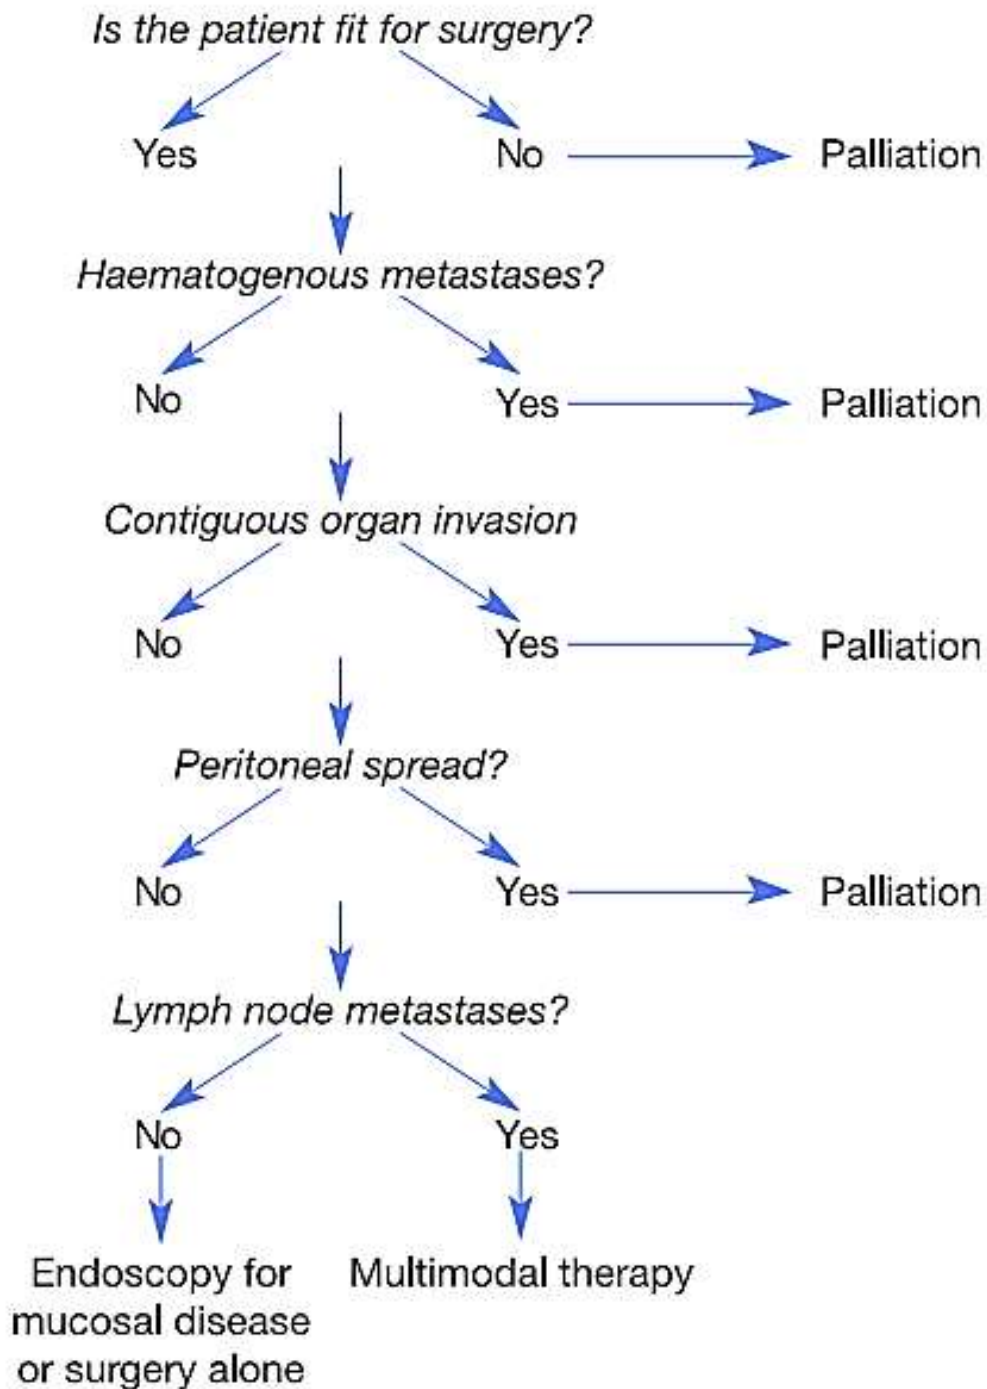 Is the patient fit for surgery?
Yes
No
Palliation
Haematogenous metastases?
No
Yes
Palliation
Contiguous organ invasion
No
Yes
Palliation
Peritoneal spread?
No
Yes
Palliation
Lymph node metastases?
No
Yes
Endoscopy for
mucosal disease
or surgery alone
Multimodal therapy